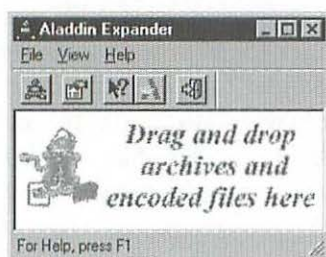 Aladdin Expander
File View Help
Drag and drop
archives and
encoded files here
For Help, press F1